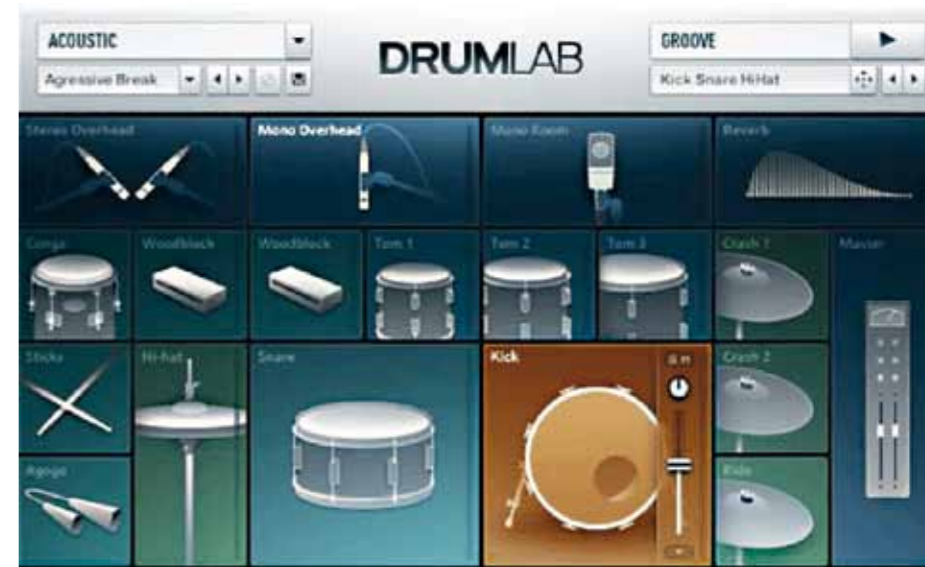 ACOUSTIC
DRUMLAB
GROOVE
Agressive Break
Kick Snare HiHat
Stereo Overhead
Mono Overhead
Mono Room
Reverb
Conga
Woodblock
Woodblock
Tom 1
Tom 2
Tom 3
Crash 1
Master
Sticks
Hi-hat
Snare
Kick
S M
Crash 2
Agogo
Ride